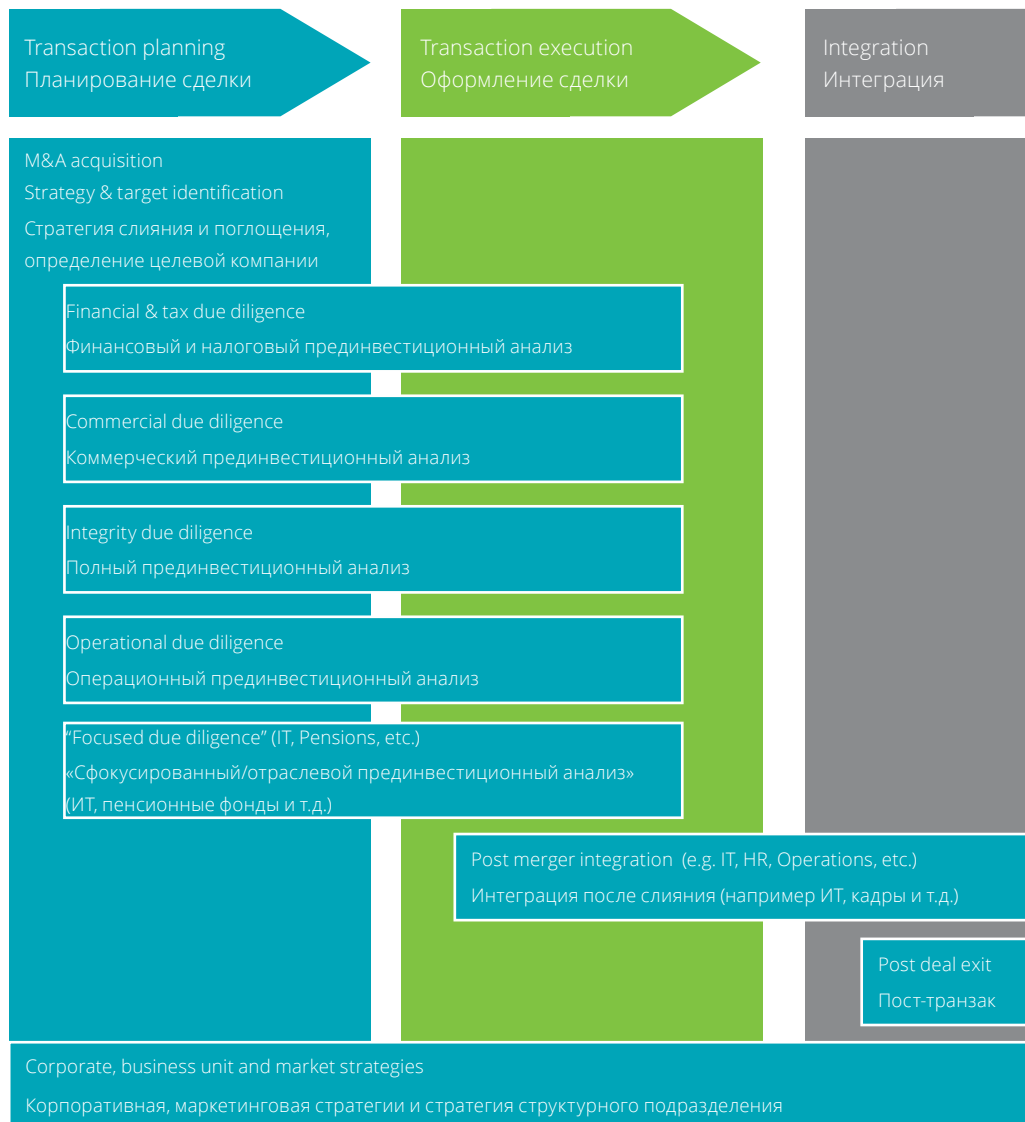 Transaction planning
Планирование сделки
Transaction execution
Оформление сделки
Integration
Интеграция
M&A acquisition
Strategy & target identification
Стратегия слияния и поглощения,
определение целевой компании
Financial & tax due diligence
Финансовый и налоговый прединвестиционный анализ
Commercial due diligence
Коммерческий прединвестиционный анализ
Integrity due diligence
Полный прединвестиционный анализ
Operational due diligence
Операционный прединвестиционный анализ
“Focused due diligence” (IT, Pensions, etc.)
«Сфокусированный/отраслевой прединвестиционный анализ»
(ИТ, пенсионные фонды и т.д.)
Post merger integration (e.g. IT, HR, Operations, etc.)
Интеграция после слияния (например ИТ, кадры и т.д.)
Post deal exit
Пост-транзак
Corporate, business unit and market strategies
Корпоративная, маркетинговая стратегии и стратегия структурного подразделения